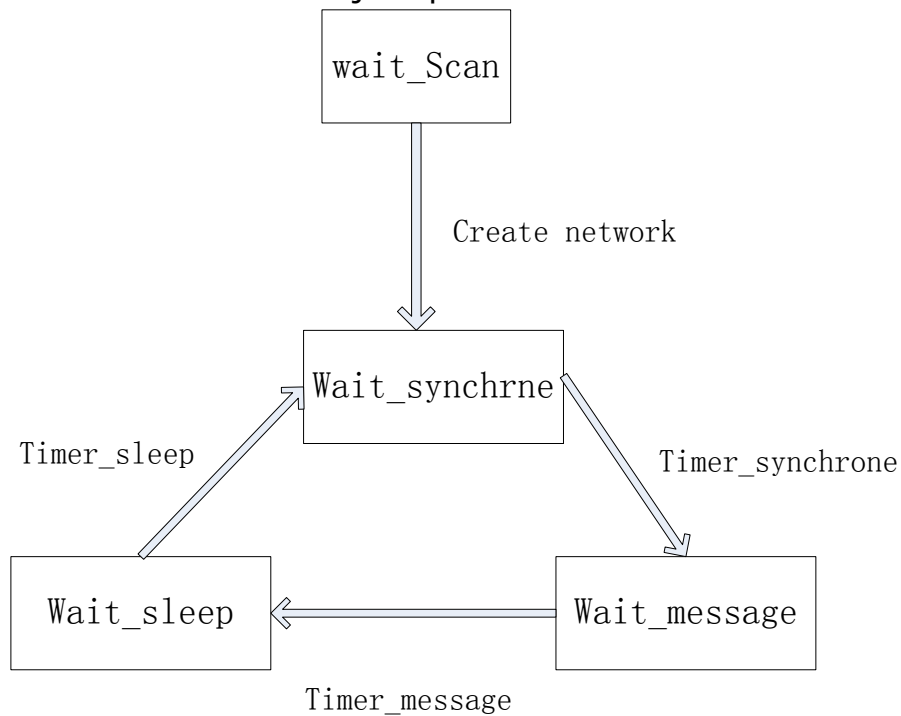 wait_Scan
Create network
Wait_synchrne
Timer_sleep
Timer_synchrone
Wait_sleep
Wait_message
Timer_message